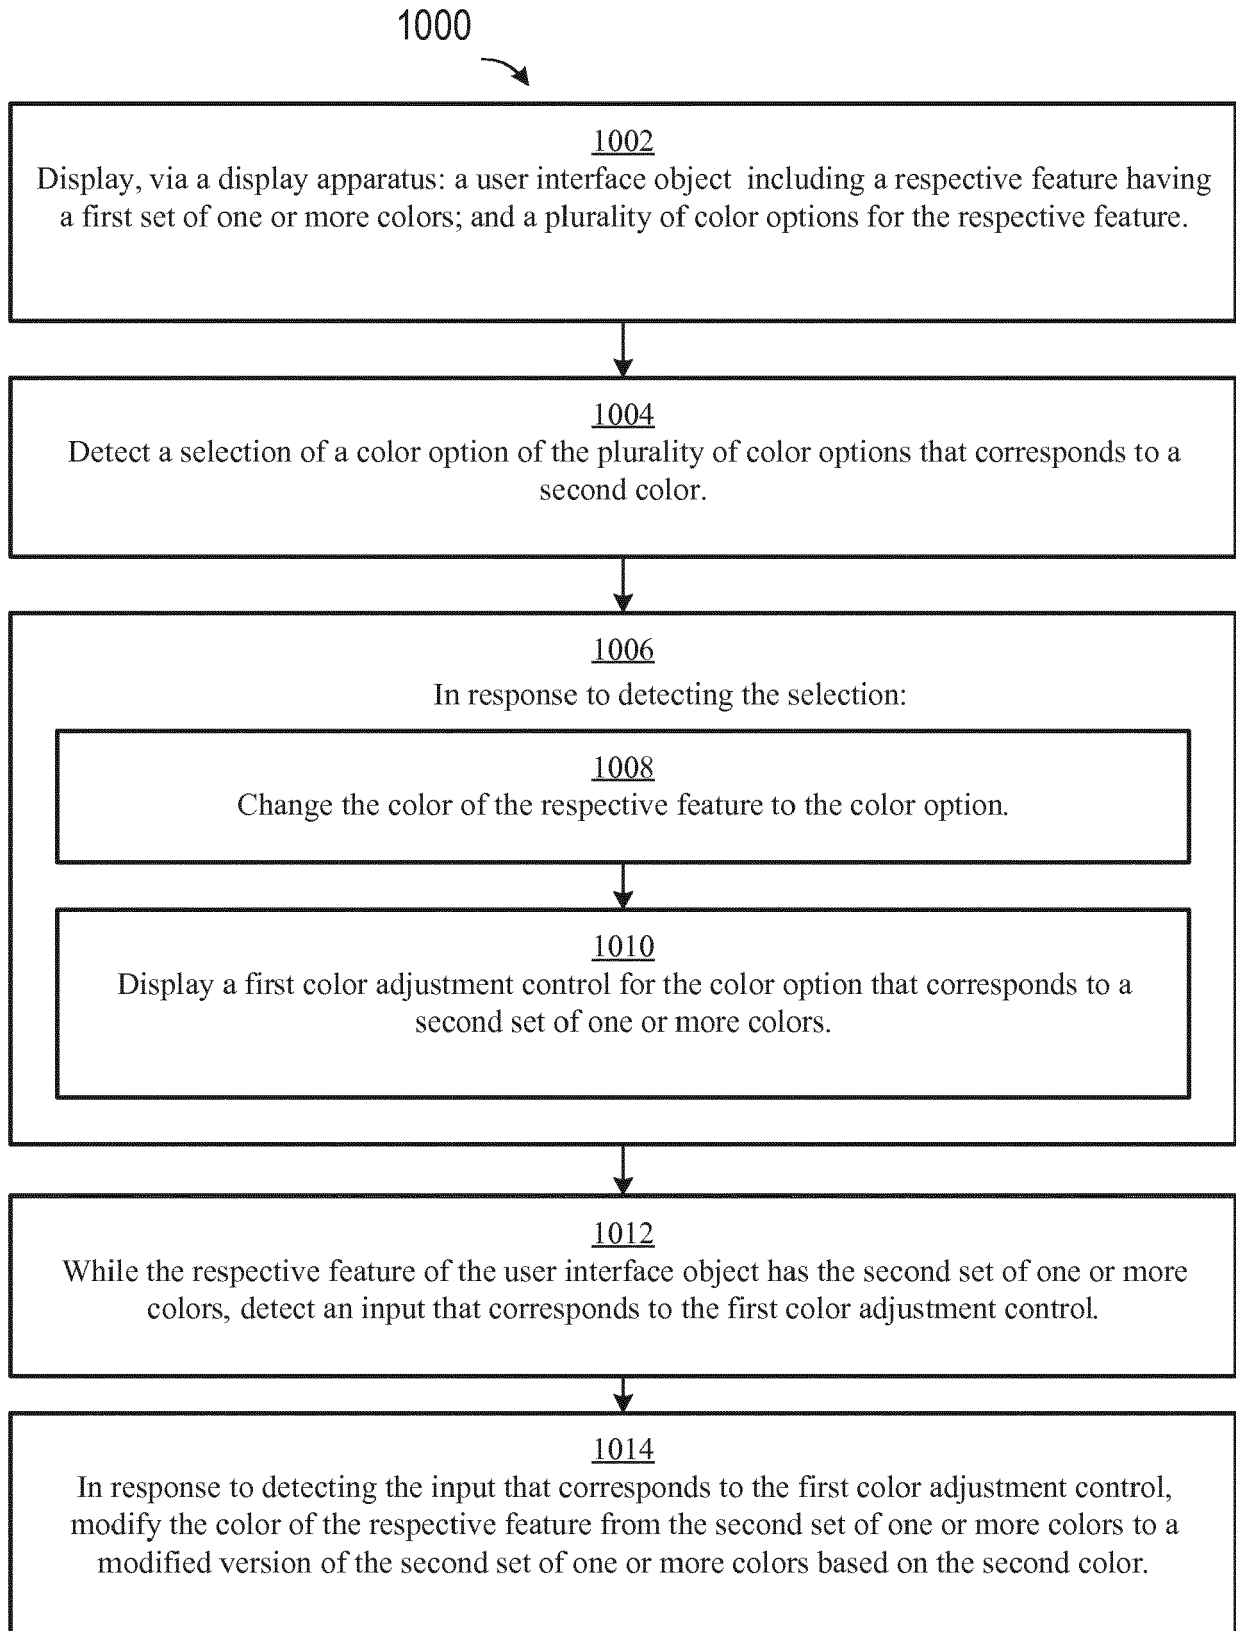 1000
1002
Display, via a display apparatus: a user interface object including a respective feature having
a first set of one or more colors; and a plurality of color options for the respective feature.
1004
Detect a selection of a color option of the plurality of color options that corresponds to a
second color.
1006
In response to detecting the selection:
1008
Change the color of the respective feature to the color option.
1010
Display a first color adjustment control for the color option that corresponds to a
second set of one or more colors.
1012
While the respective feature of the user interface object has the second set of one or more
colors, detect an input that corresponds to the first color adjustment control.
1014
In response to detecting the input that corresponds to the first color adjustment control,
modify the color of the respective feature from the second set of one or more colors to a
modified version of the second set of one or more colors based on the second color.